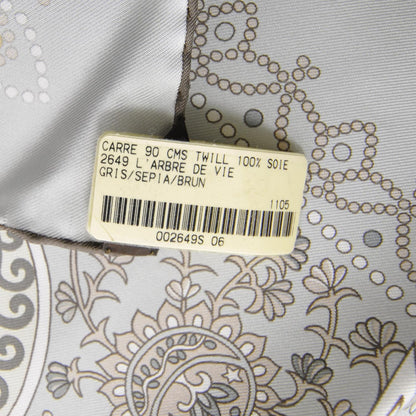 CARRE 90 CMS TWILL 100% SOIE
2649 L'ARBRE DE VIE
GRIS/SEPIA/BRUN
1105
002649S 06